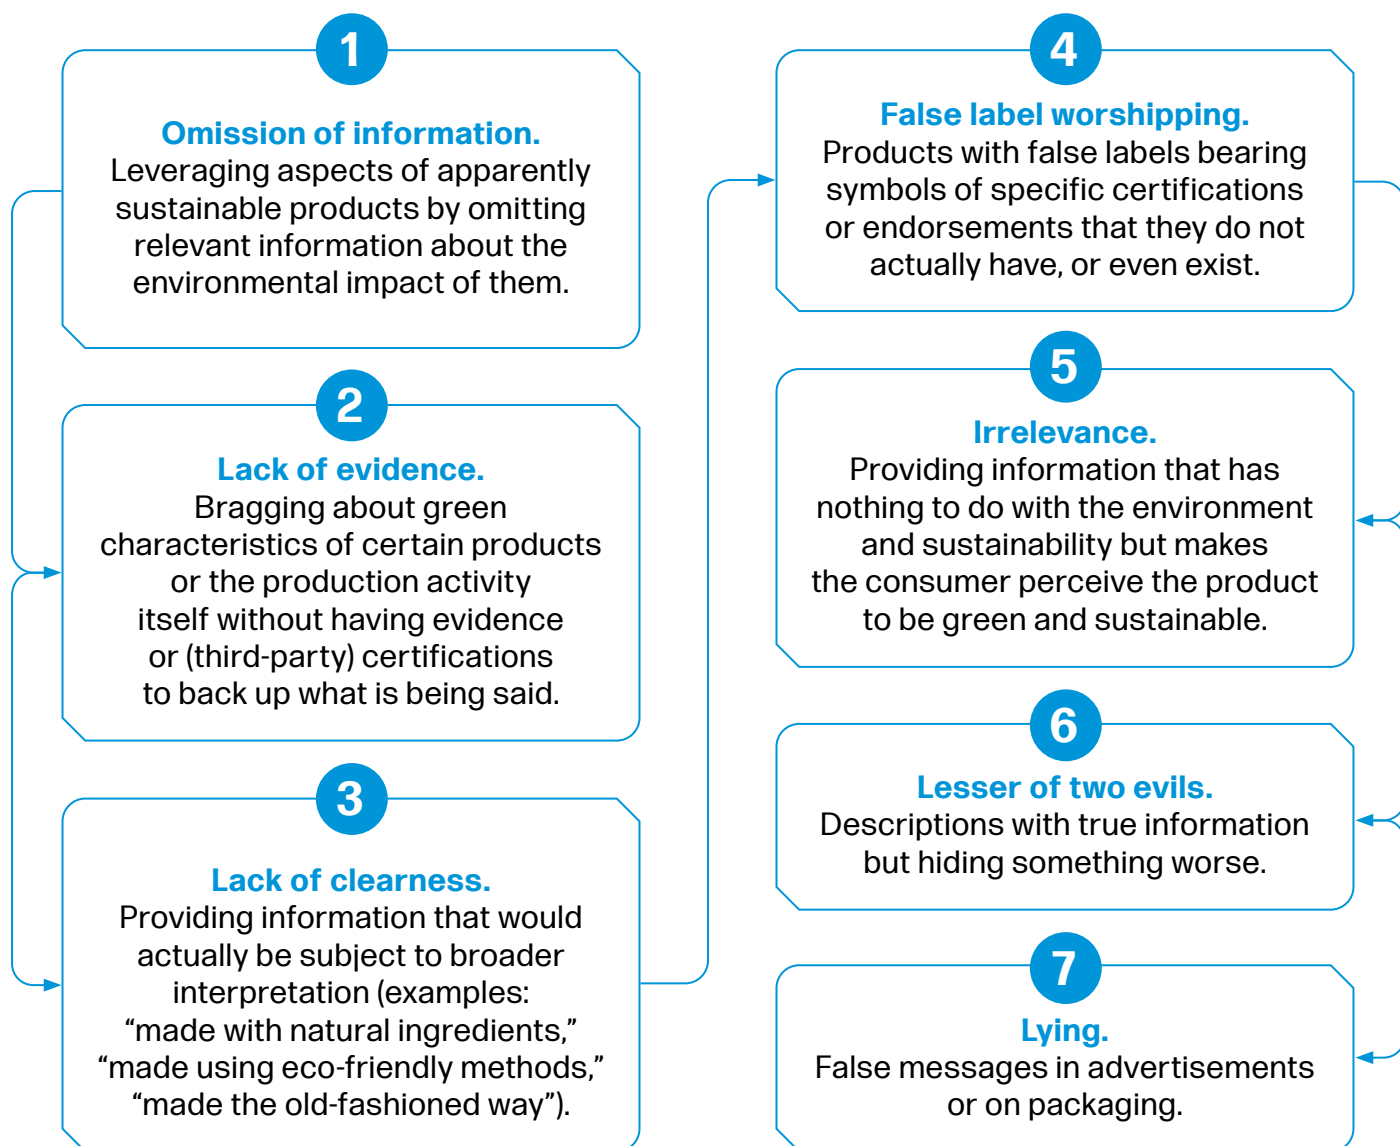 1
Omission of information.
Leveraging aspects of apparently
sustainable products by omitting
relevant information about the
environmental impact of them.
2
Lack of evidence.
Bragging about green
characteristics of certain products
or the production activity
itself without having evidence
or (third-party) certifications
to back up what is being said.
3
Lack of clearness.
Providing information that would
actually be subject to broader
interpretation (examples:
“made with natural ingredients,”
“made using eco-friendly methods,”
“made the old-fashioned way”).
4
False label worshipping.
Products with false labels bearing
symbols of specific certifications
or endorsements that they do not
actually have, or even exist.
5
Irrelevance.
Providing information that has
nothing to do with the environment
and sustainability but makes
the consumer perceive the product
to be green and sustainable.
6
Lesser of two evils.
Descriptions with true information
but hiding something worse.
7
Lying.
False messages in advertisements
or on packaging.